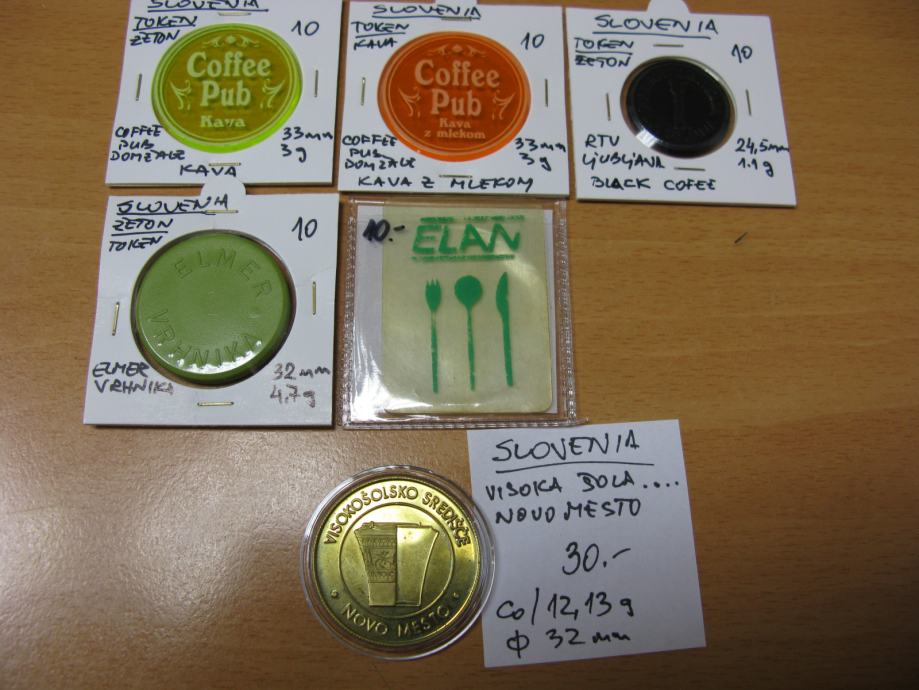 SLOVENIA
TOKEN
ŽETON
10
Coffee
Pub
Kava
COFFEE
PUB
DOMŽALE
33mm
3g
KAVA
SLOVENIA
TOKEN
KAVA
10
Coffee
Pub
Kava
z mlekom
COFFEE
PUB
DOMŽALE
33mm
3g
KAVA Z MLEKOM
SLOVENIA
TOKEN
ŽETON
10
RTV
LJUBLJANA
24,5mm
1.1g
BLACK COFEE
SLOVENIA
ŽETON
TOKEN
10
ELMER
VRHNIKA
ELMER
VRHNIKA
32mm
4,7g
10.-
ELAN
VISOKOŠOLSKO SREDIŠČE
NOVO MESTO
SLOVENIA
VISOKA ŠOLA....
NOVO MESTO
30.-
Co/12,13g
φ 32mm